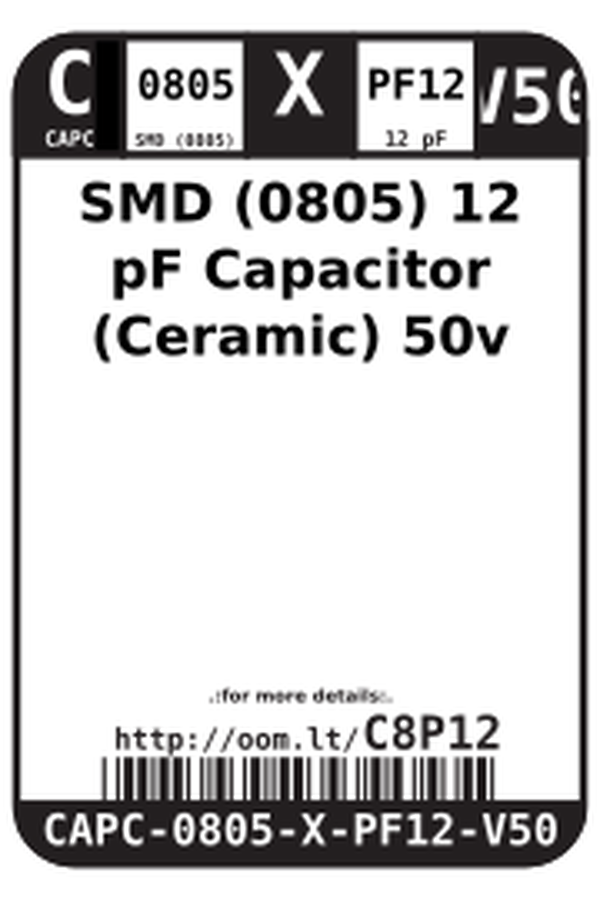 C 0805 X PF12 V50
CAPC SMD (0805) 12 pF
SMD (0805) 12
pF Capacitor
(Ceramic) 50v
.:for more details:.
http://oom.lt/C8P12
CAPC-0805-X-PF12-V50